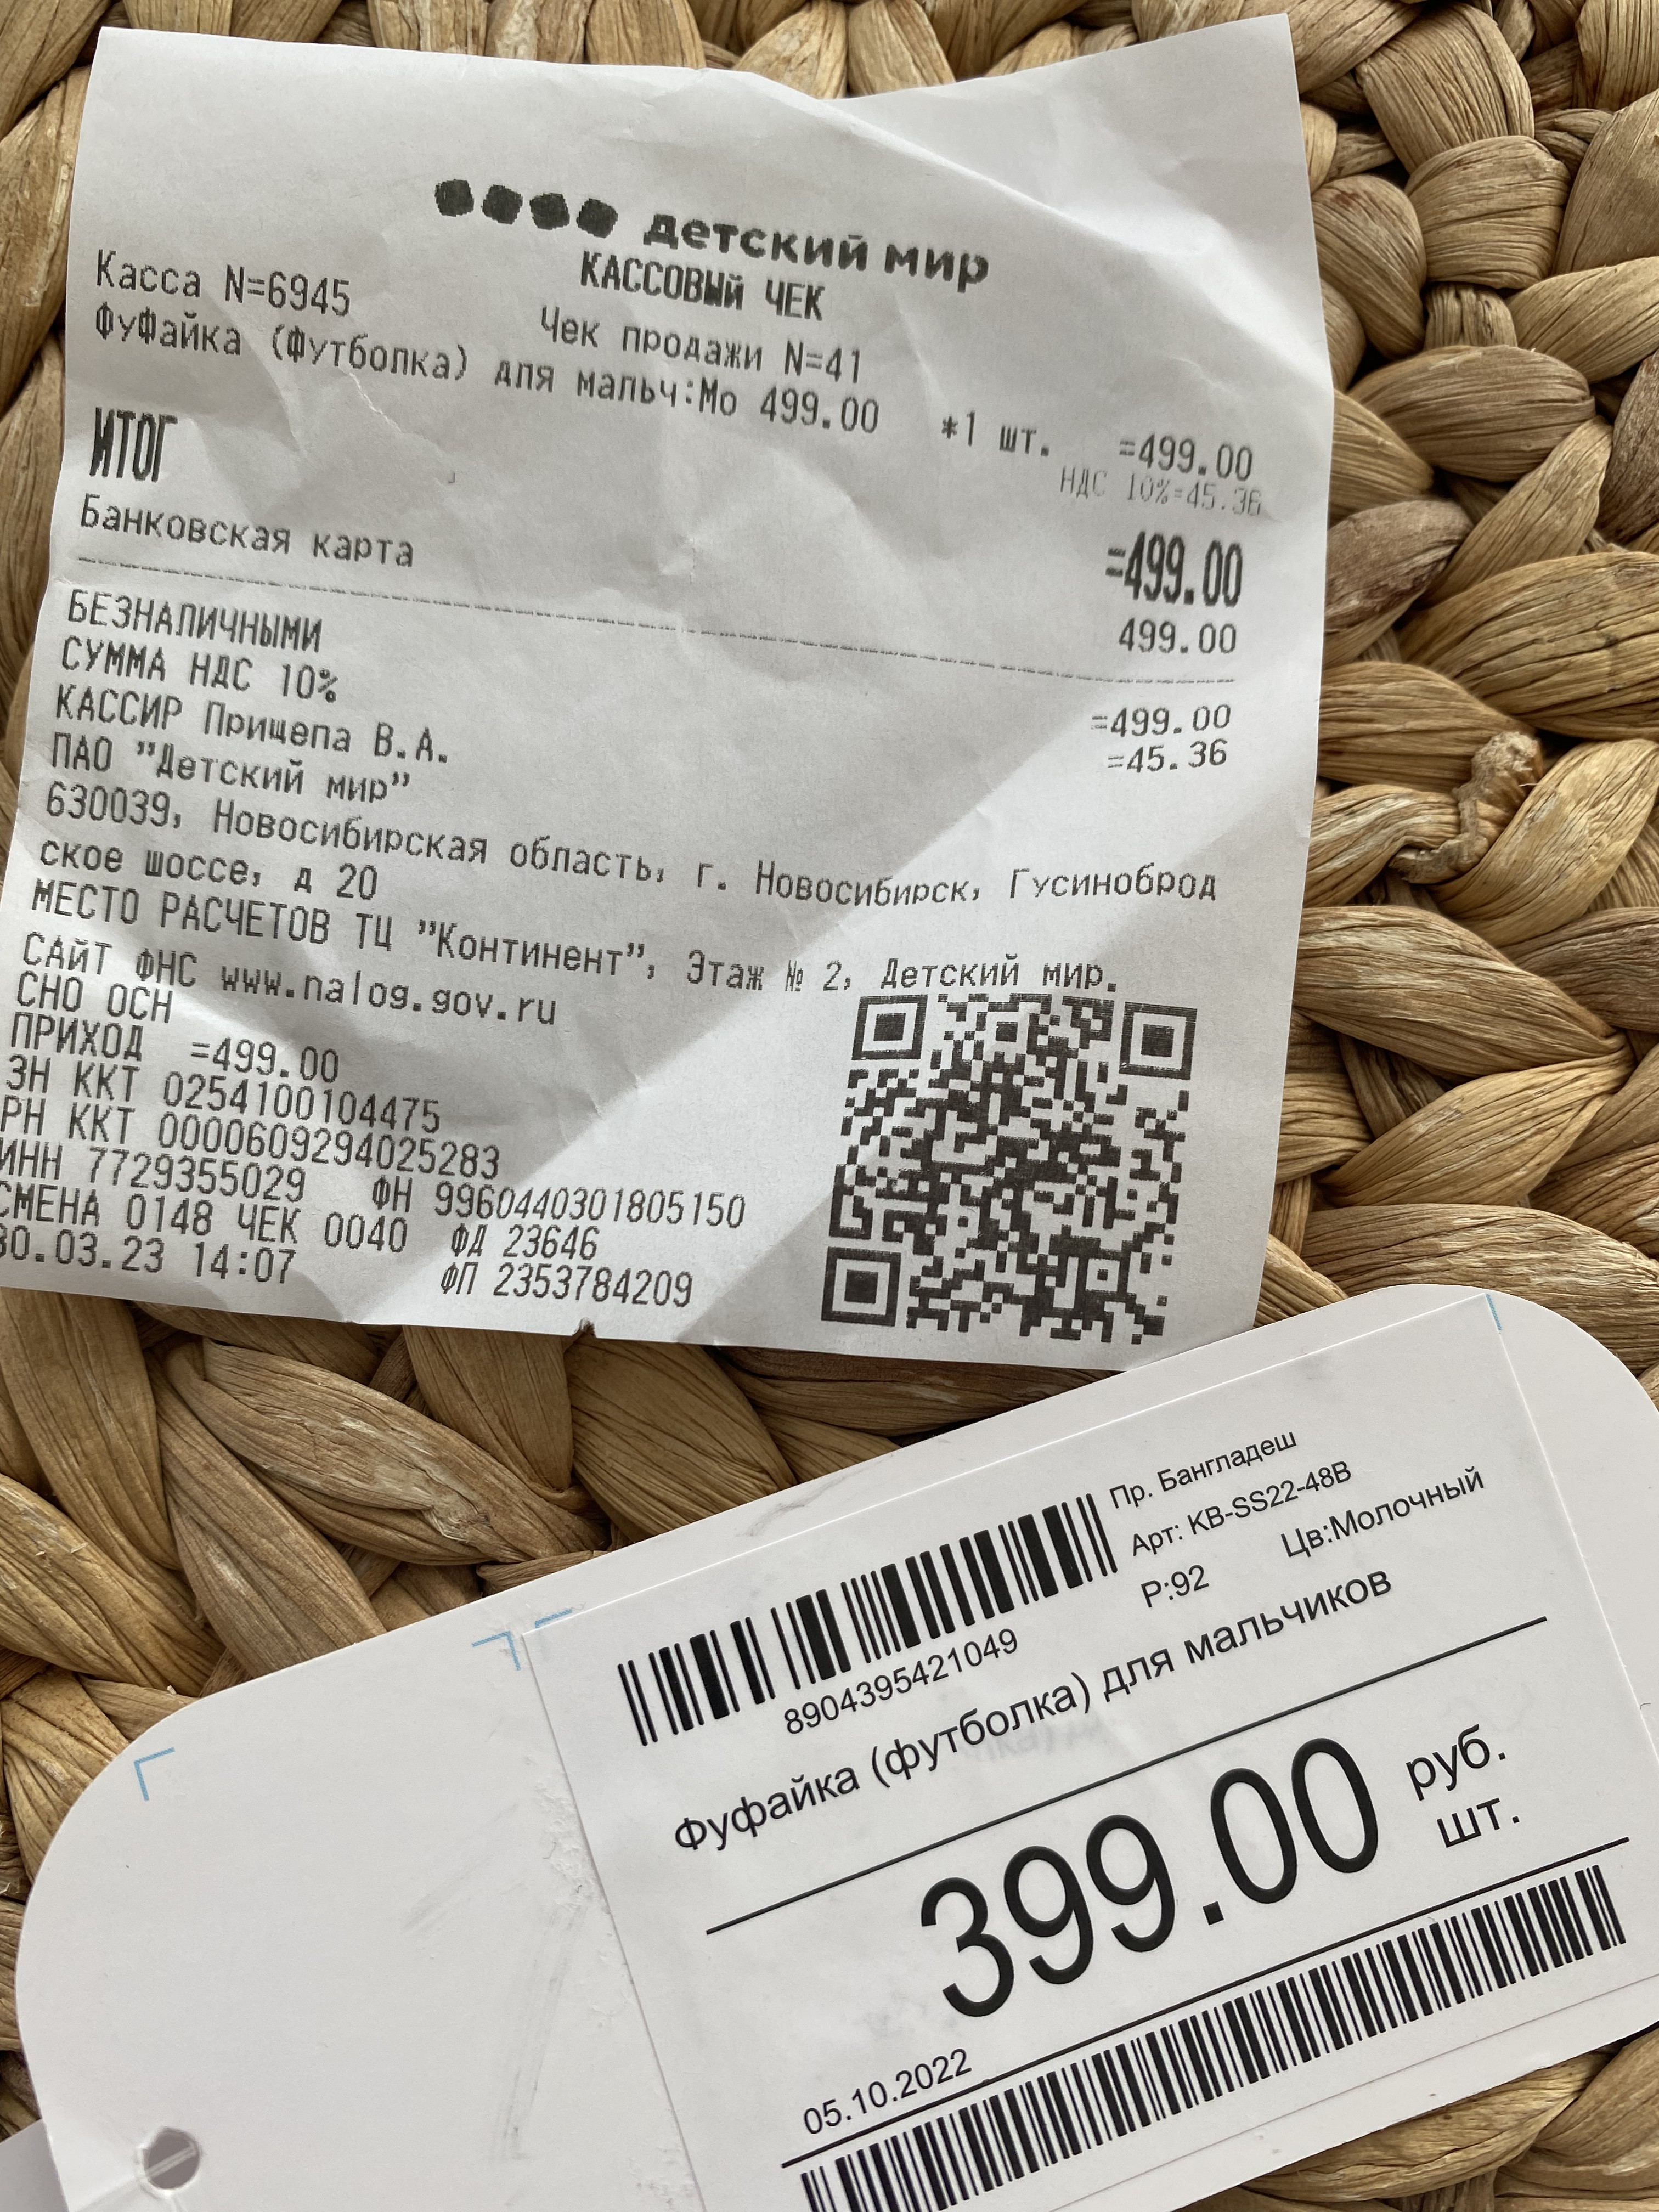 детский мир
КАССОВЫЙ ЧЕК
Касса N=6945 Чек продажи N=41
Фуфайка (футболка) для мальч:Мо 499.00 *1 шт. =499.00
НДС 10%=45.36
ИТОГ =499.00
Банковская карта 499.00
БЕЗНАЛИЧНЫМИ =499.00
СУММА НДС 10% =45.36
КАССИР Прищепа В.А.
ПАО "Детский мир"
630039, Новосибирская область, г. Новосибирск, Гусиноброд
ское шоссе, д 20
МЕСТО РАСЧЕТОВ ТЦ "Континент", Этаж № 2, Детский мир.
САЙТ ФНС www.nalog.gov.ru
СНО ОСН
ПРИХОД =499.00
ЗН ККТ 0254100104475
РН ККТ 0000609294025283
ИНН 7729355029 ФН 9960440301805150
СМЕНА 0148 ЧЕК 0040 ФД 23646
30.03.23 14:07 ФП 2353784209
Пр. Бангладеш
Арт: KB-SS22-48B
Р:92 Цв:Молочный
8904395421049
Фуфайка (футболка) для мальчиков
399.00 руб.
шт.
05.10.2022